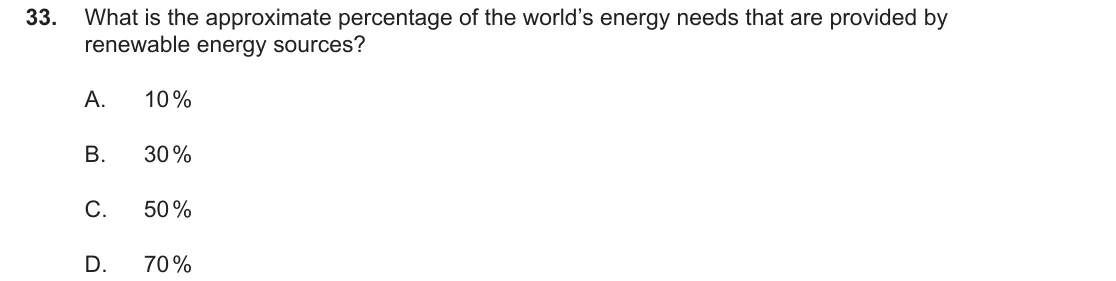 33. What is the approximate percentage of the world's energy needs that are provided by
renewable energy sources?
A. 10%
B. 30%
C. 50%
D. 70%